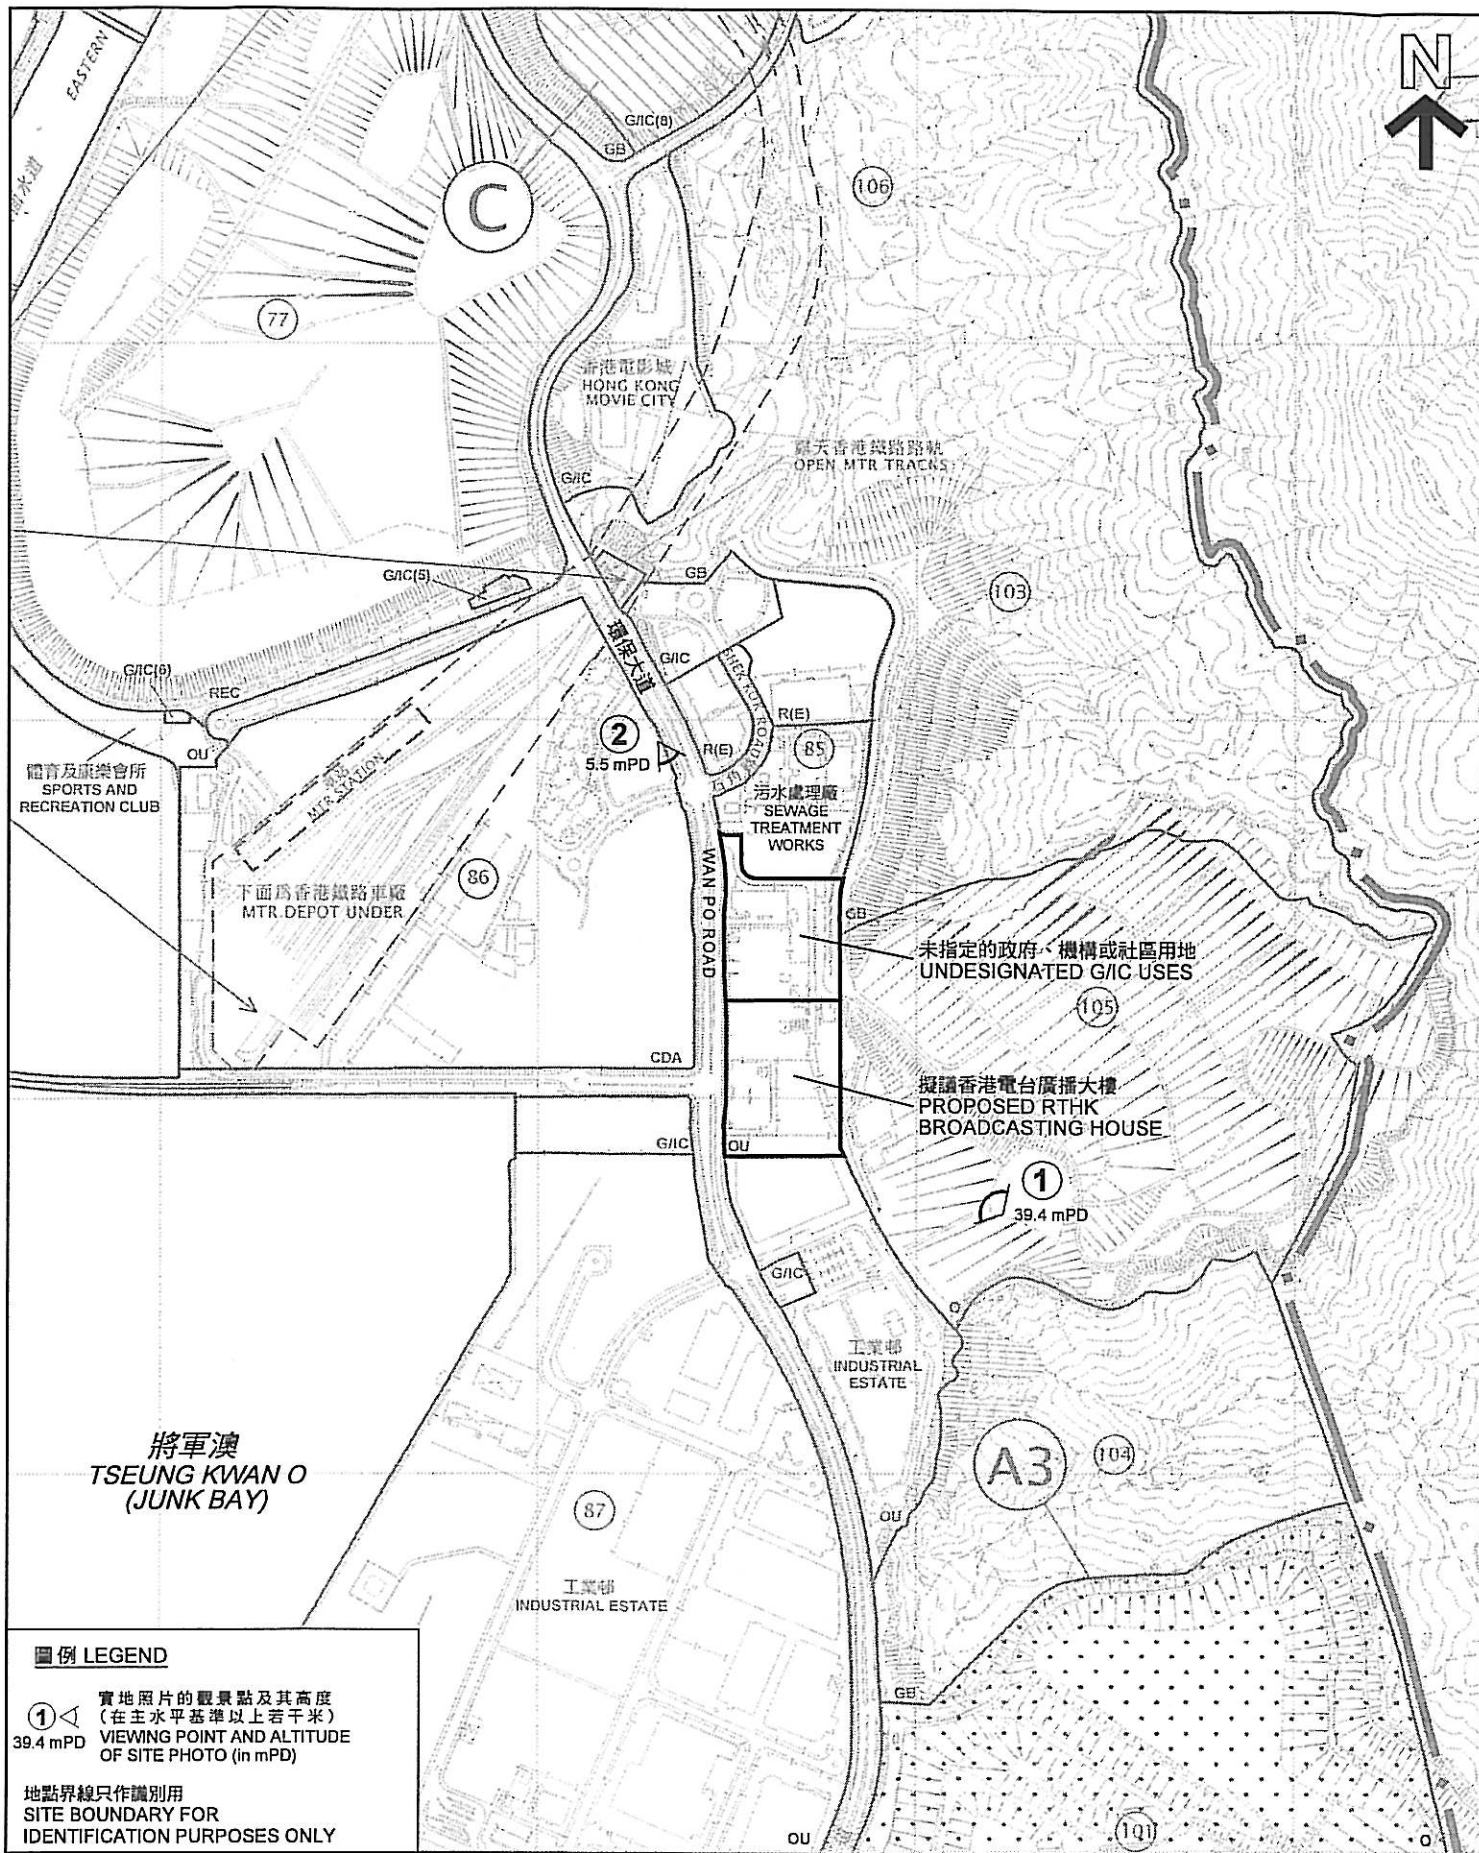 EASTERN
N
G/IC(8)
GB
C
106
77
香港電影城
HONG KONG
MOVIE CITY
露天香港鐵路路軌
OPEN MTR TRACKS
G/IC
G/IC(5)
GB
103
環保大道
G/IC
SHEK KOK ROAD
G/IC(6)
REC
OU
R(E)
2
5.5 mPD
R(E)
85
體育及康樂會所
SPORTS AND
RECREATION CLUB
MTR STATION
石角路
污水處理廠
SEWAGE
TREATMENT
WORKS
下面為香港鐵路車廠
MTR DEPOT UNDER
86
WAN PO ROAD
GB
未指定的政府、機構或社區用地
UNDESIGNATED G/IC USES
105
CDA
擬議香港電台廣播大樓
PROPOSED RTHK
BROADCASTING HOUSE
G/IC
OU
1
39.4 mPD
G/IC
O
工業邨
INDUSTRIAL
ESTATE
將軍澳
TSEUNG KWAN O
(JUNK BAY)
A3
104
87
OU
工業邨
INDUSTRIAL ESTATE
GB
圖例 LEGEND
1
39.4 mPD
實地照片的觀景點及其高度
(在主水平基準以上若干米)
VIEWING POINT AND ALTITUDE
OF SITE PHOTO (in mPD)
地點界線只作識別用
SITE BOUNDARY FOR
IDENTIFICATION PURPOSES ONLY
OU
101
O